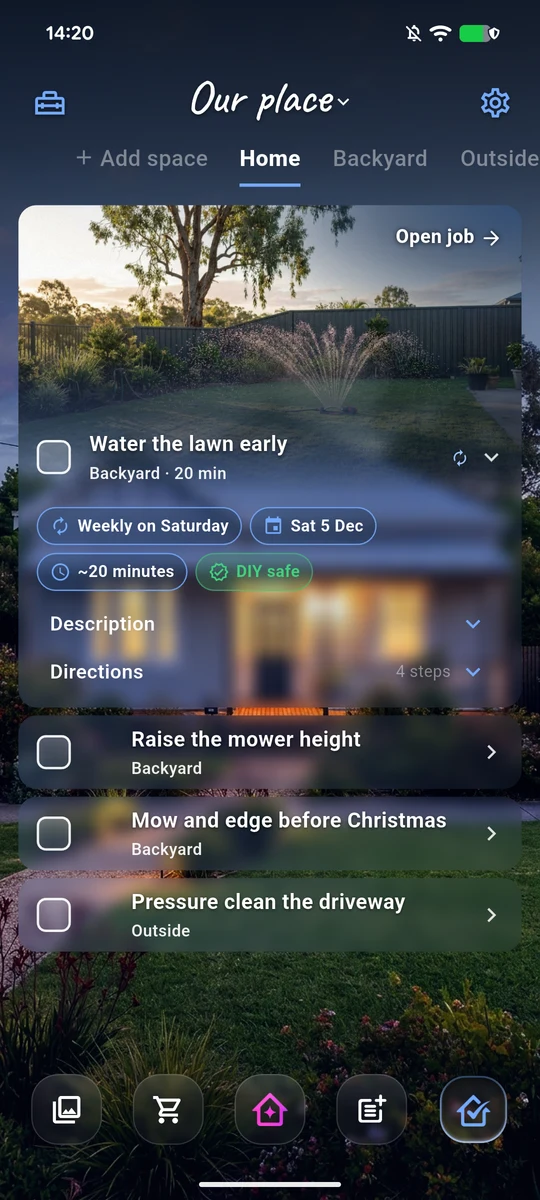 14:20
Our place
+ Add space
Home
Backyard
Outside
Open job →
Water the lawn early
Backyard · 20 min
Weekly on Saturday
Sat 5 Dec
~20 minutes
DIY safe
Description
Directions
4 steps
Raise the mower height
Backyard
Mow and edge before Christmas
Backyard
Pressure clean the driveway
Outside